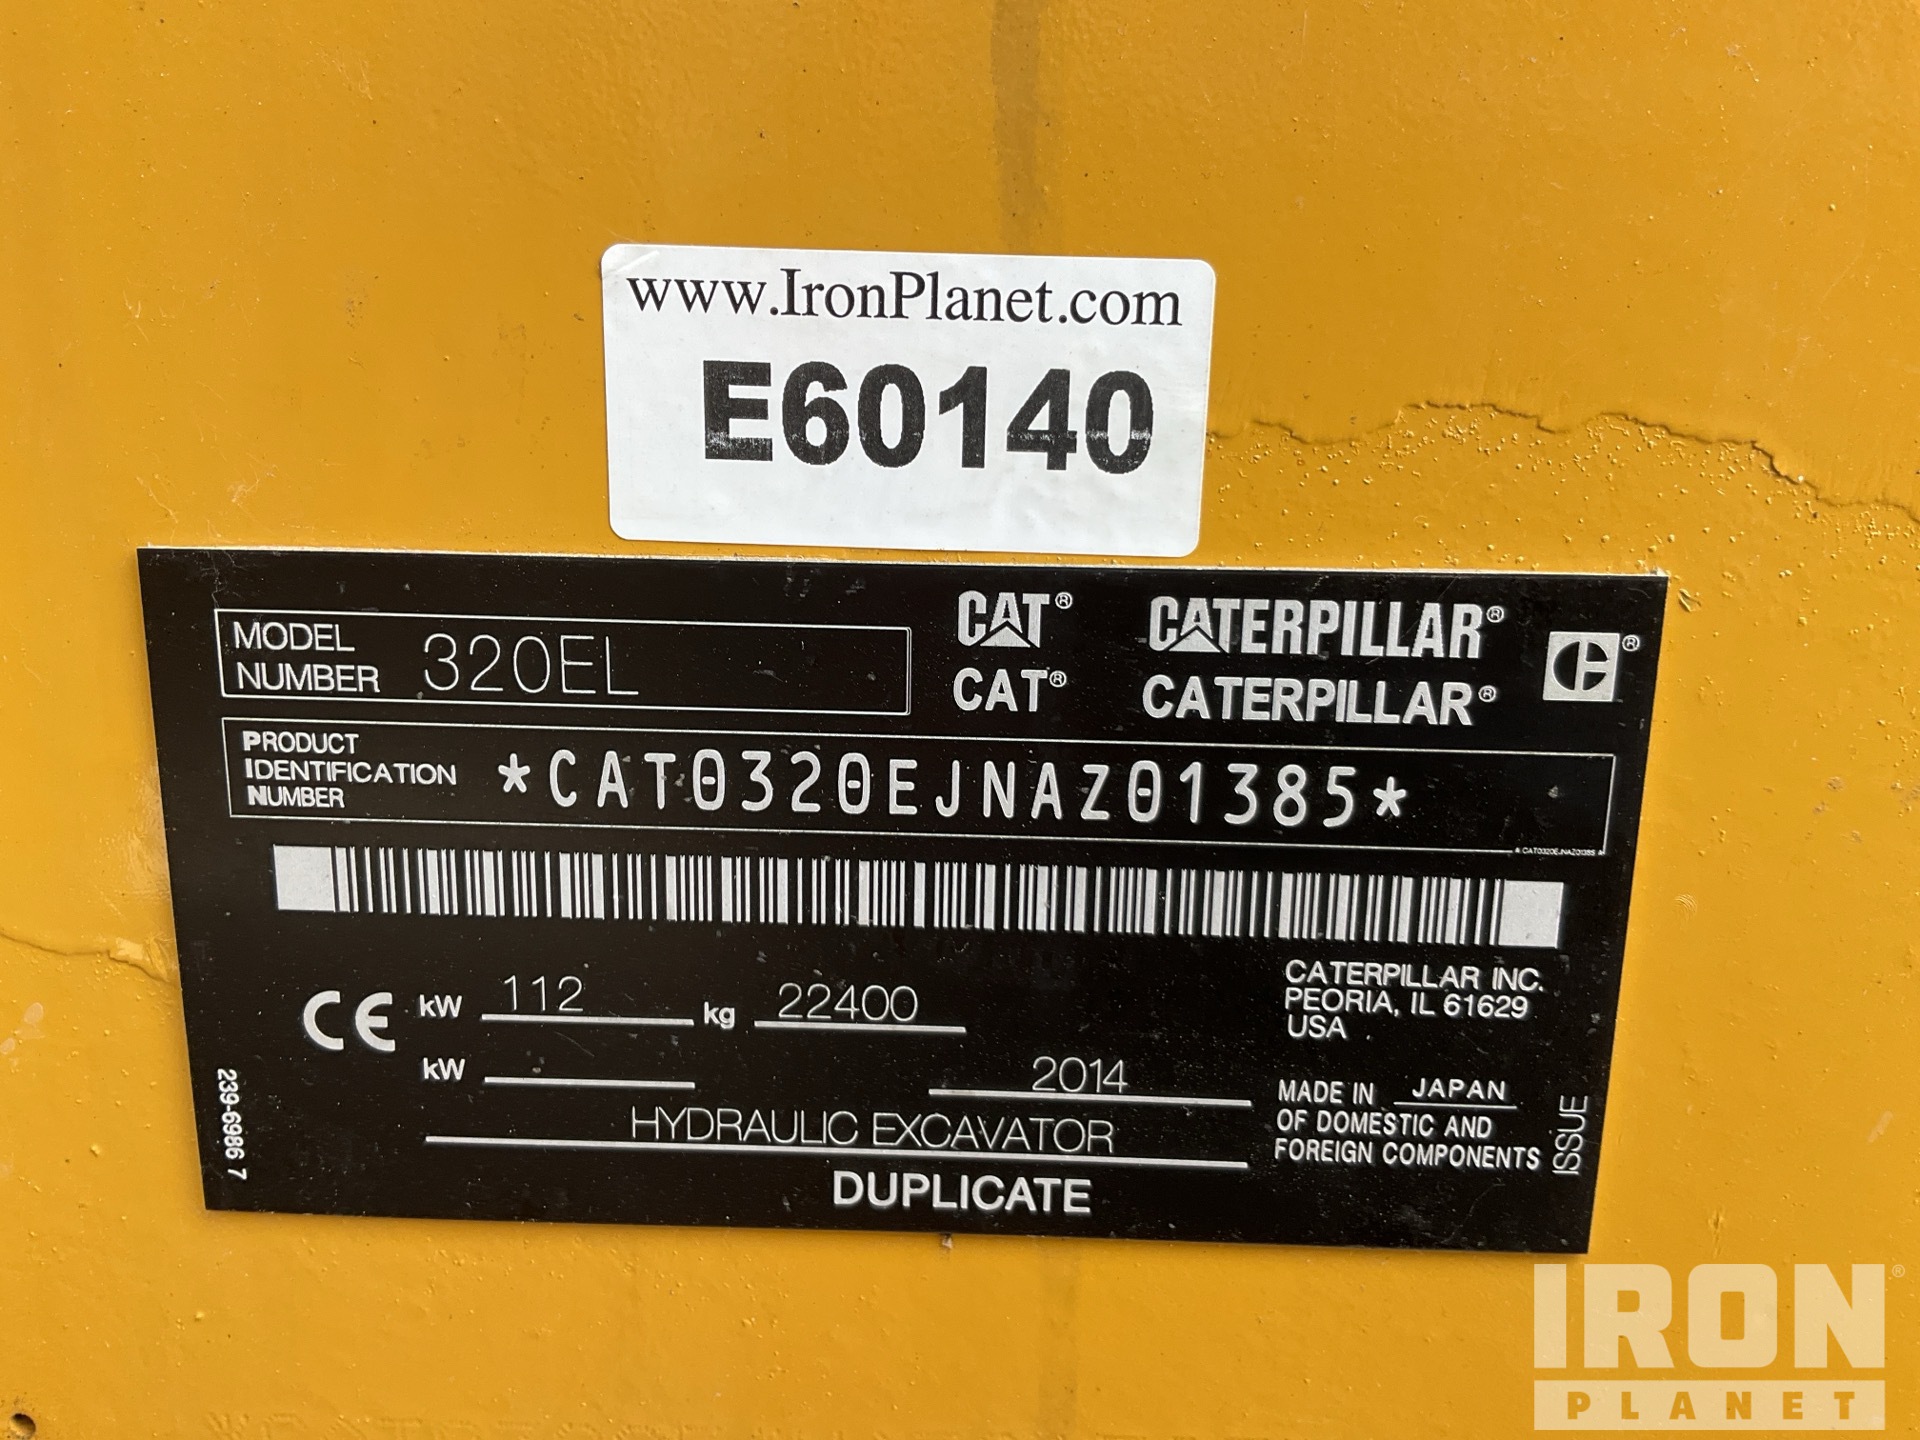 www.IronPlanet.com
E60140
MODEL
NUMBER 320EL
CAT® CATERPILLAR®
CAT® CATERPILLAR®
®
PRODUCT
IDENTIFICATION
NUMBER
*CAT0320EJNAZ01385*
*CAT0320EJNAZ01385*
CE kW 112 kg 22400
kW
2014
HYDRAULIC EXCAVATOR
DUPLICATE
CATERPILLAR INC.
PEORIA, IL 61629
USA
MADE IN JAPAN
OF DOMESTIC AND
FOREIGN COMPONENTS
ISSUE
239-6986 7
IRON®
PLANET